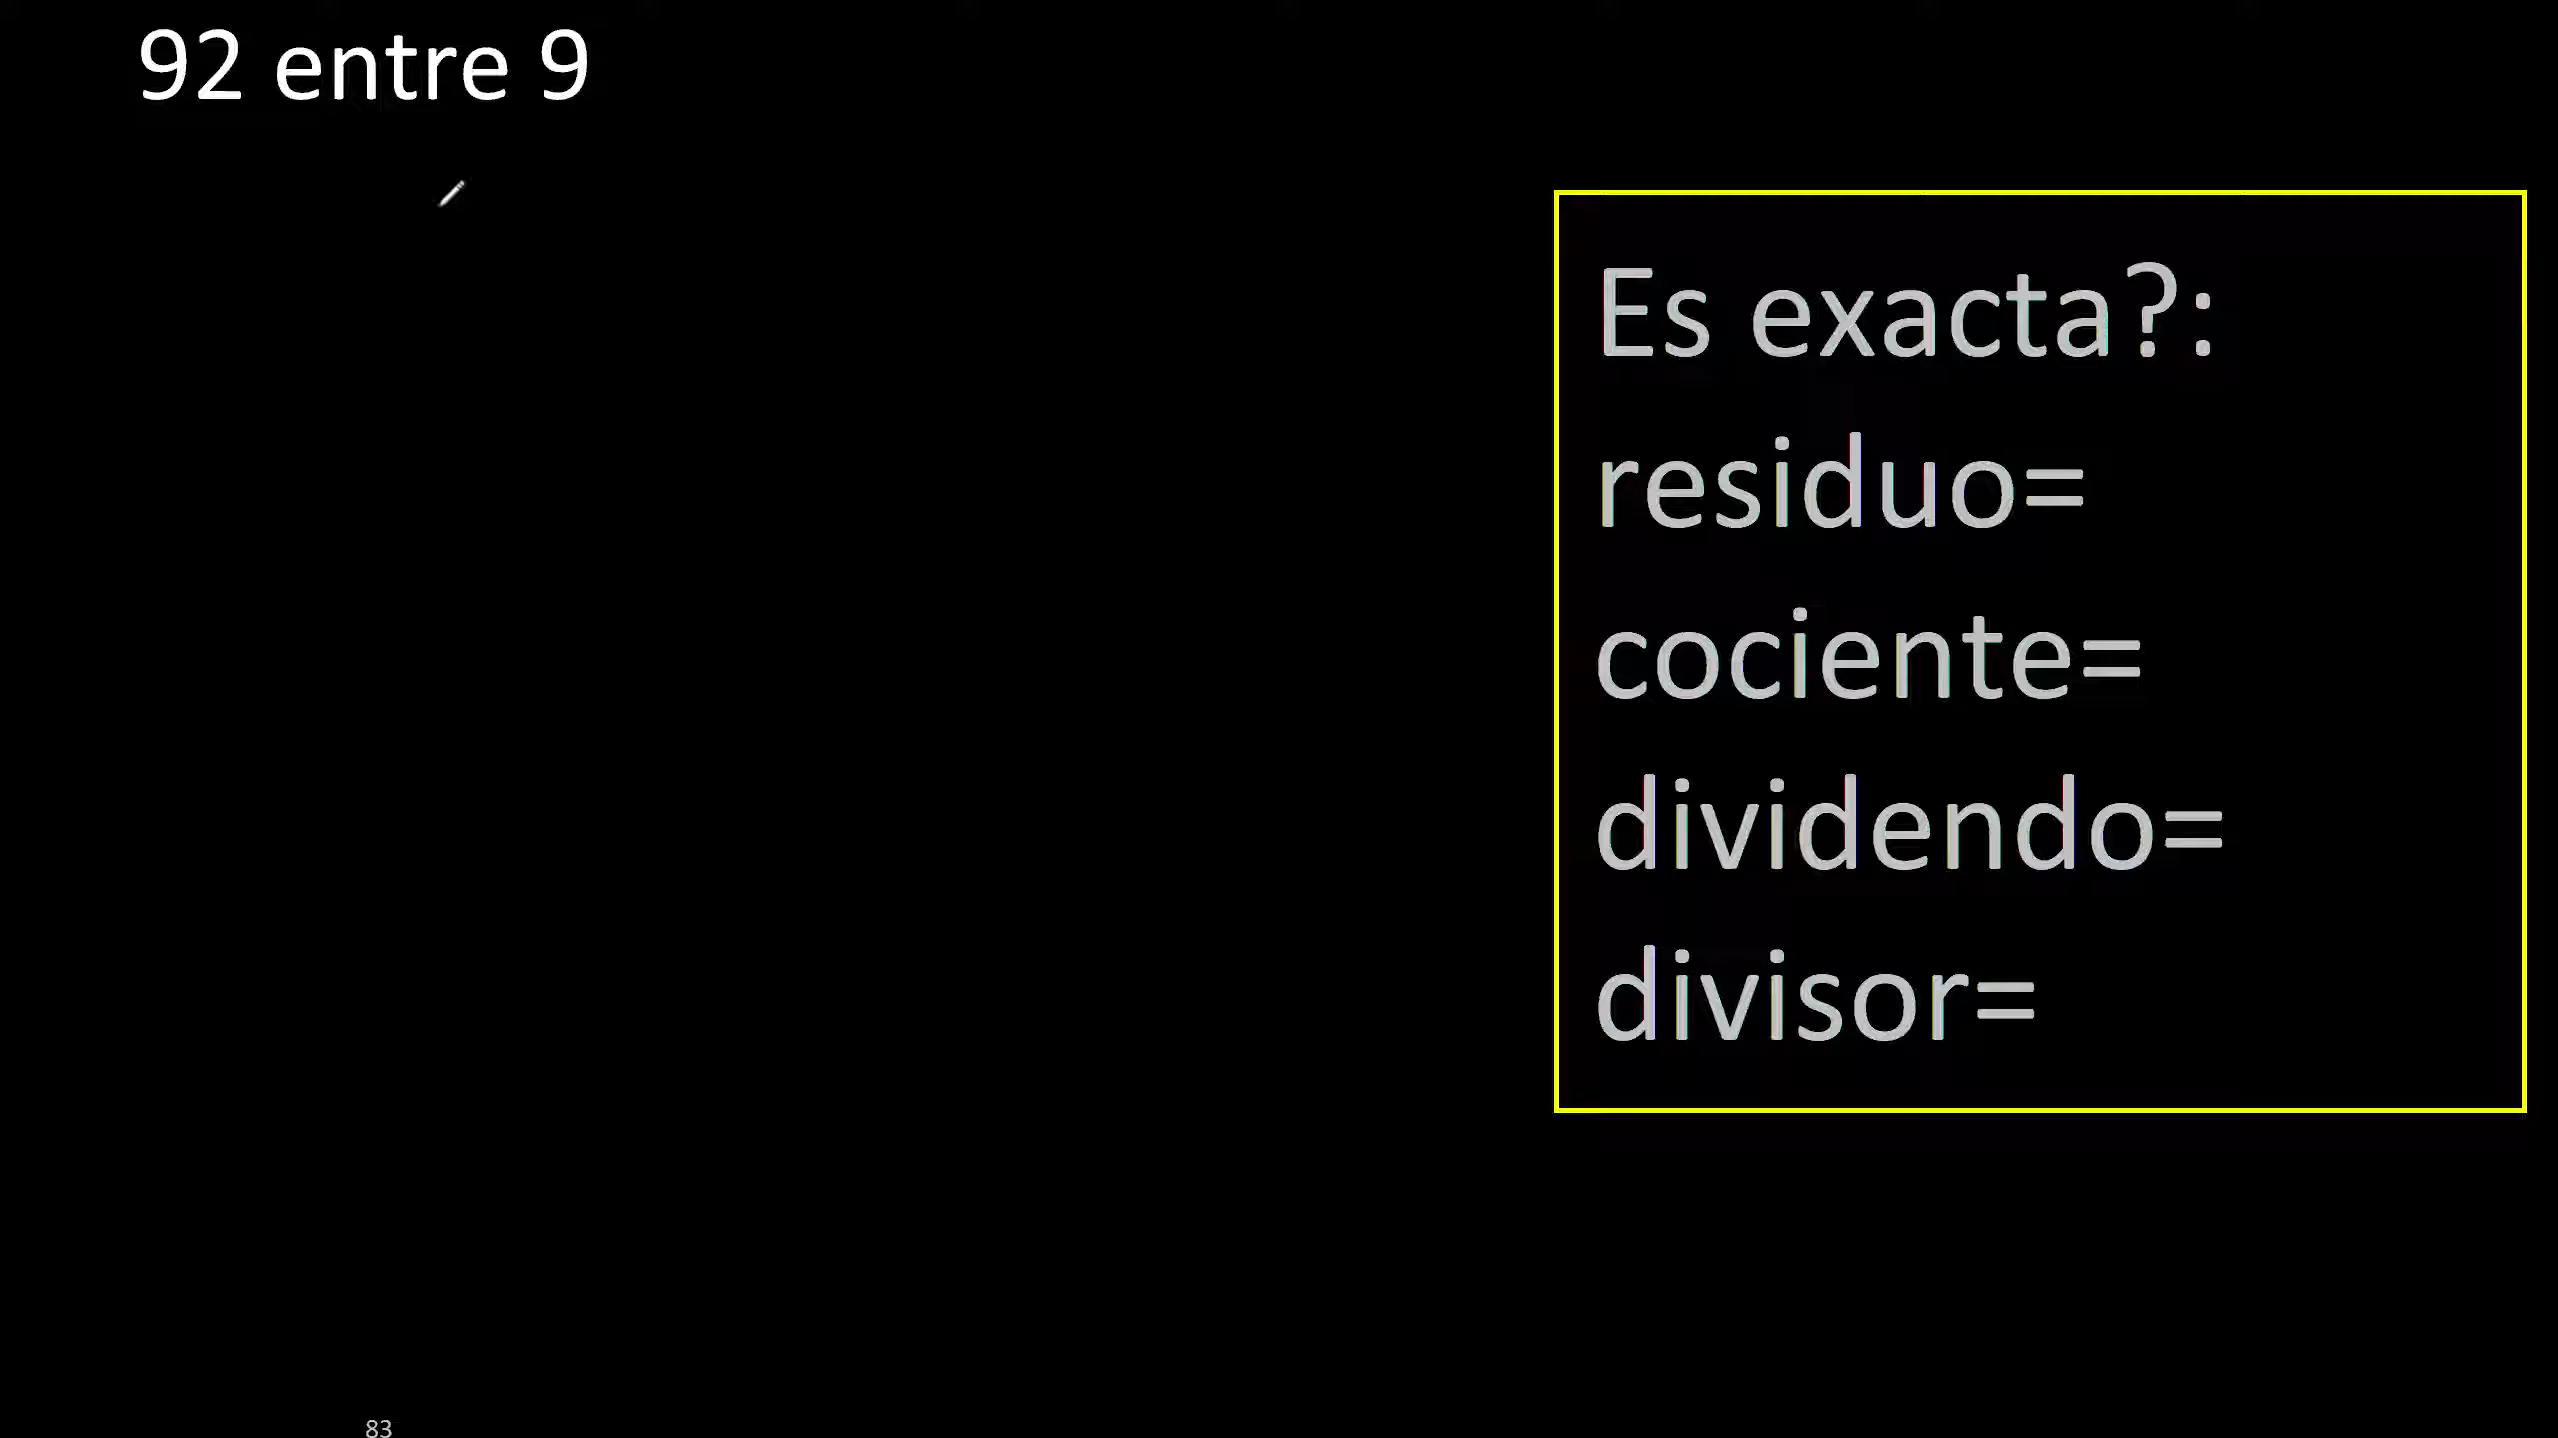 92 entre 9
Es exacta?:
residuo=
cociente=
dividendo=
divisor=
83